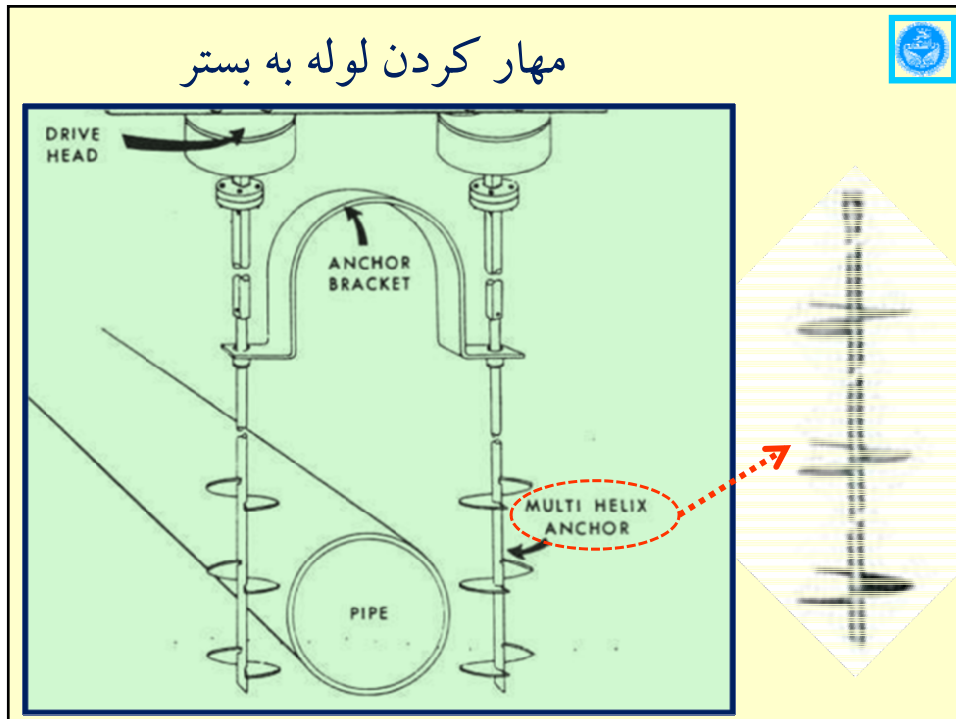 مهار کردن لوله به بستر
DRIVE
HEAD
ANCHOR
BRACKET
MULTI HELIX
ANCHOR
PIPE